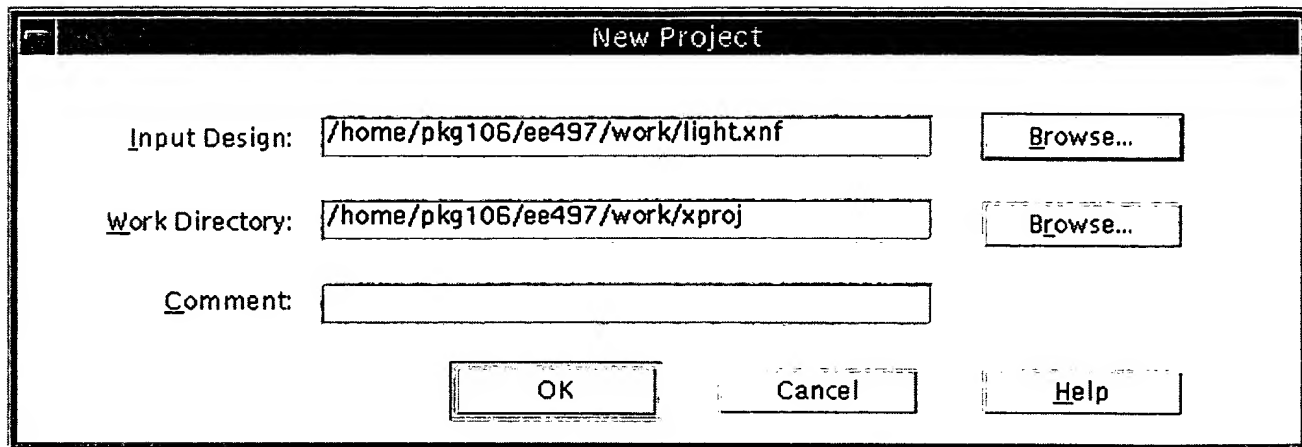 New Project
Input Design: /home/pkg106/ee497/work/light.xnf Browse...
Work Directory: /home/pkg106/ee497/work/xproj Browse...
Comment:
OK Cancel Help